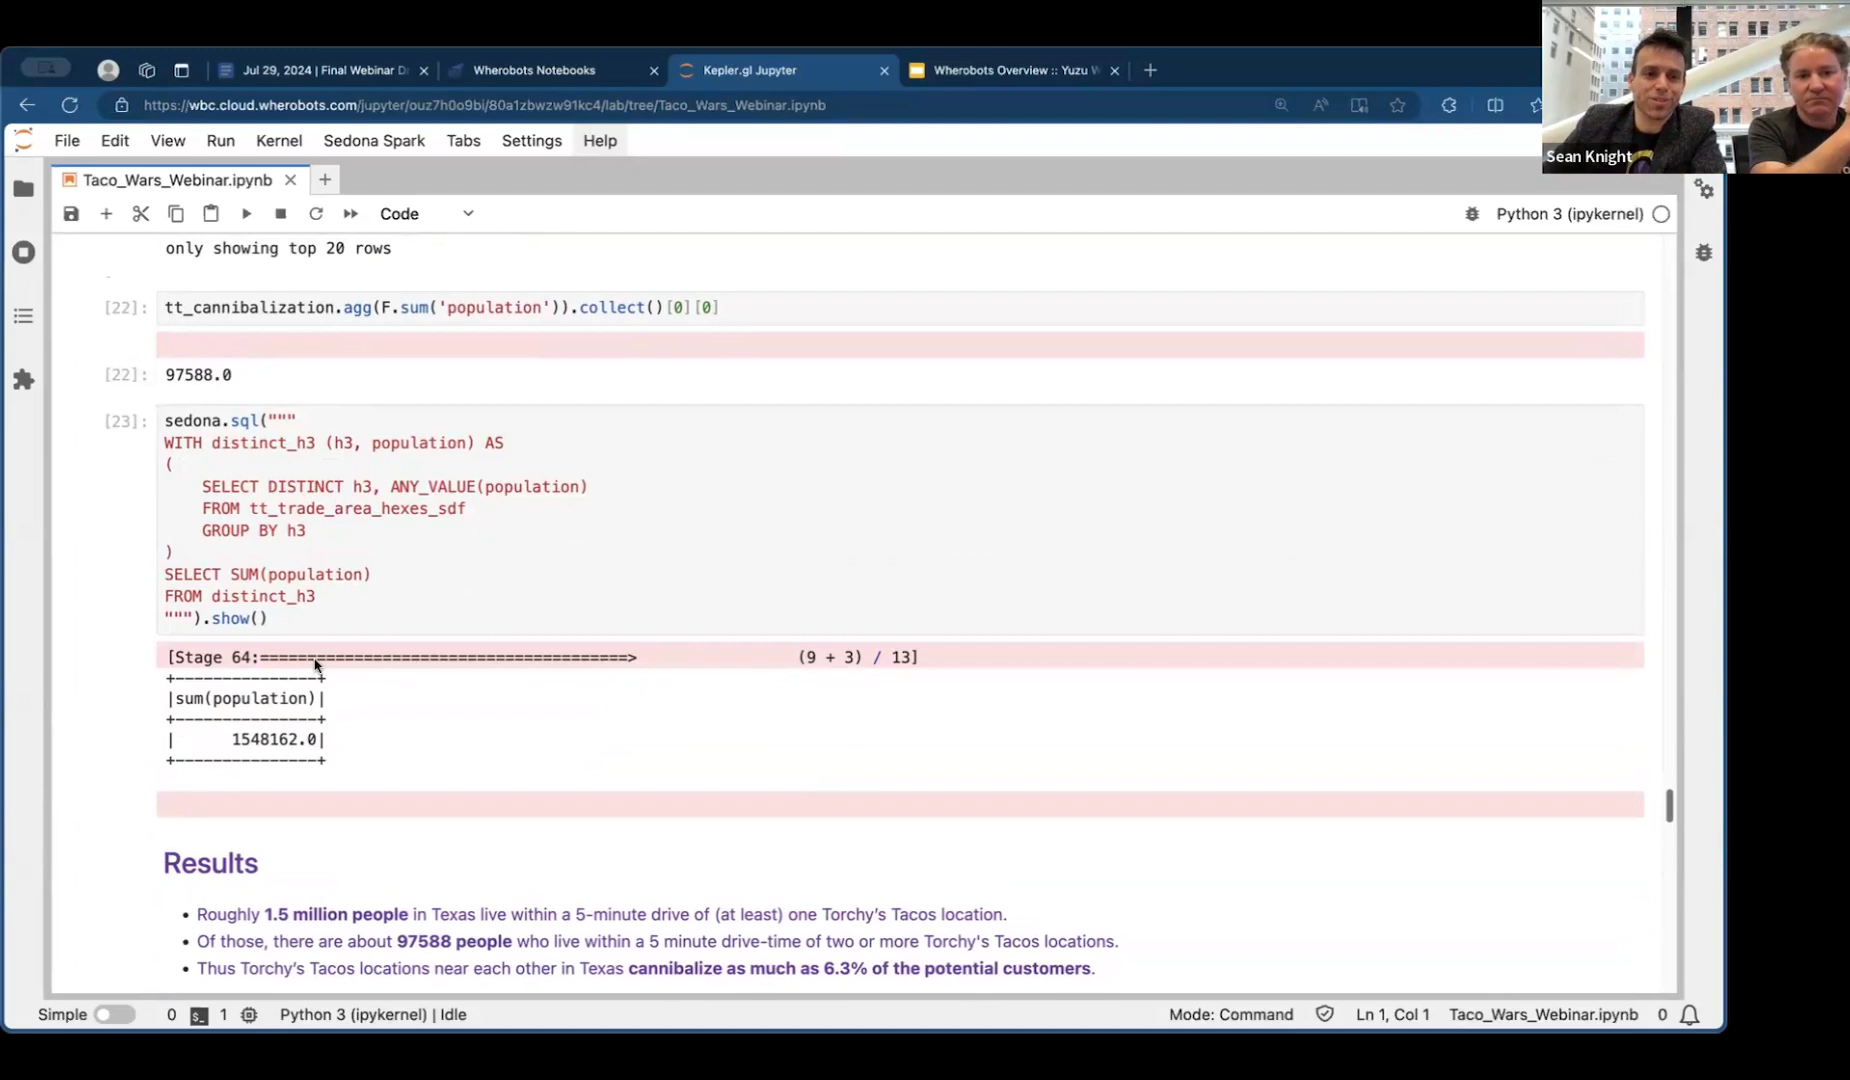 Jul 29, 2024 | Final Webinar D
Wherobots Notebooks
Kepler.gl Jupyter
Wherobots Overview :: Yuzu W
https://wbc.cloud.wherobots.com/jupyter/ouz7h0o9bi/80a1zbwzw91kc4/lab/tree/Taco_Wars_Webinar.ipynb
Sean Knight
File Edit View Run Kernel Sedona Spark Tabs Settings Help
Taco_Wars_Webinar.ipynb
Code
Python 3 (ipykernel)
only showing top 20 rows
[22]: tt_cannibalization.agg(F.sum('population')).collect()[0][0]
[22]: 97588.0
[23]: sedona.sql("""
WITH distinct_h3 (h3, population) AS
(
SELECT DISTINCT h3, ANY_VALUE(population)
FROM tt_trade_area_hexes_sdf
GROUP BY h3
)
SELECT SUM(population)
FROM distinct_h3
""").show()
[Stage 64:=======================================> (9 + 3) / 13]
+---------------+
|sum(population)|
+---------------+
| 1548162.0|
+---------------+
Results
• Roughly 1.5 million people in Texas live within a 5-minute drive of (at least) one Torchy's Tacos location.
• Of those, there are about 97588 people who live within a 5 minute drive-time of two or more Torchy's Tacos locations.
• Thus Torchy's Tacos locations near each other in Texas cannibalize as much as 6.3% of the potential customers.
Simple 0 1 Python 3 (ipykernel) | Idle Mode: Command Ln 1, Col 1 Taco_Wars_Webinar.ipynb 0